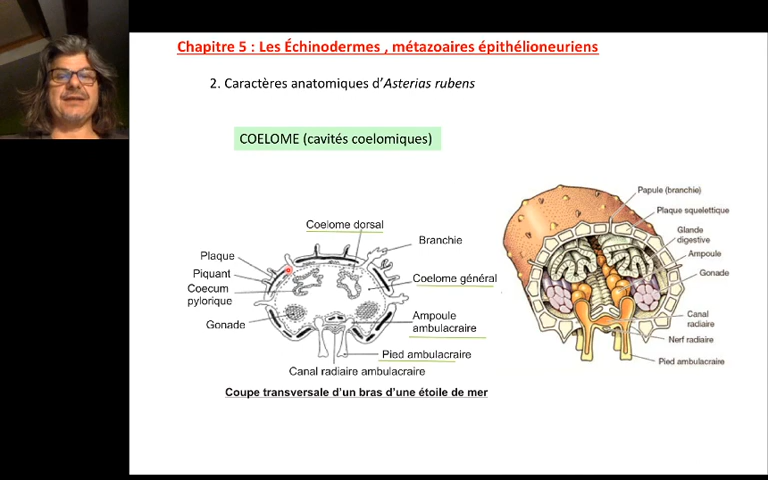 Chapitre 5 : Les Échinodermes , métazoaires épithélioneuriens
2. Caractères anatomiques d'Asterias rubens
COELOME (cavités coelomiques)
Coelome dorsal
Branchie
Plaque
Piquant
Coecum
pylorique
Coelome général
Gonade
Ampoule
ambulacraire
Pied ambulacraire
Canal radiaire ambulacraire
Coupe transversale d'un bras d'une étoile de mer
Papule (branchie)
Plaque squelettique
Glande
digestive
Ampoule
Gonade
Canal
radiaire
Nerf radiaire
Pied ambulacraire